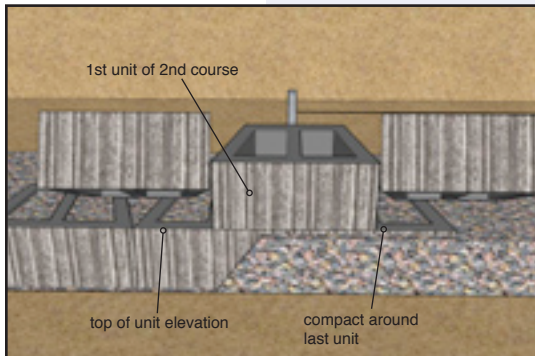 1st unit of 2nd course
top of unit elevation
compact around
last unit